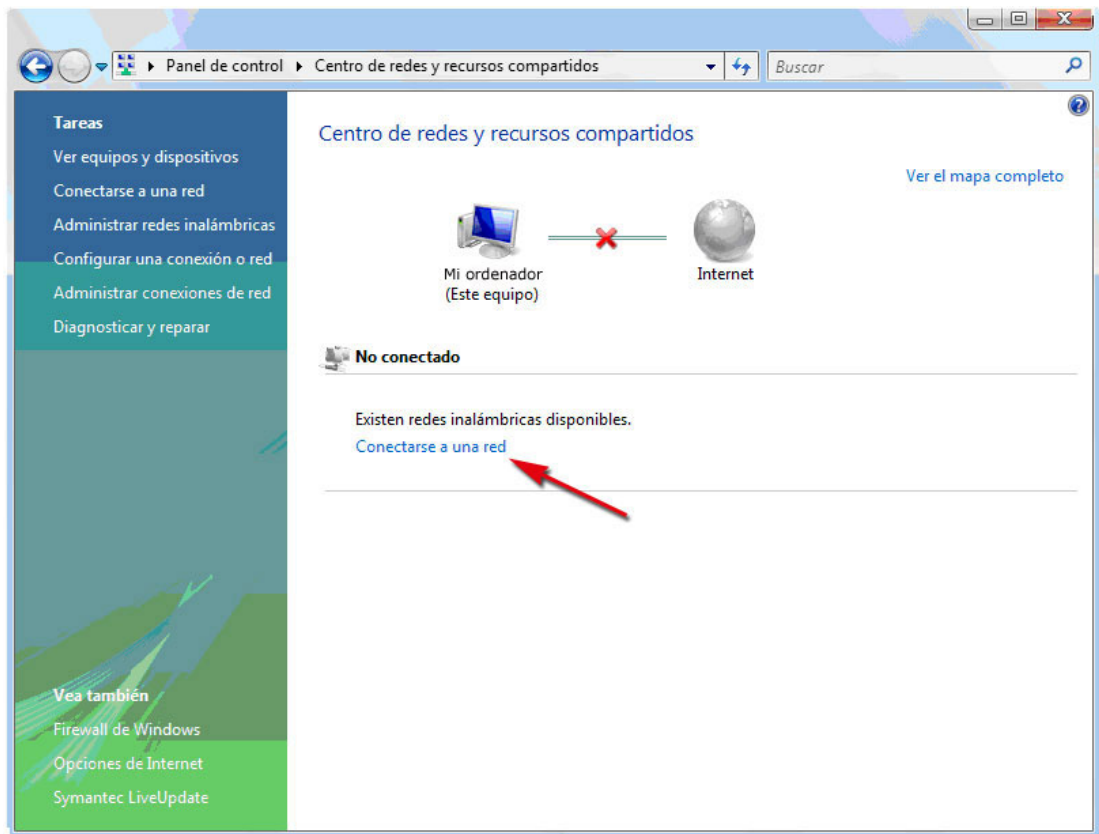 Panel de control
Centro de redes y recursos compartidos
Buscar
Tareas
Ver equipos y dispositivos
Conectarse a una red
Administrar redes inalámbricas
Configurar una conexión o red
Administrar conexiones de red
Diagnosticar y reparar
Vea también
Firewall de Windows
Opciones de Internet
Symantec LiveUpdate
Centro de redes y recursos compartidos
Ver el mapa completo
Mi ordenador
(Este equipo)
Internet
No conectado
Existen redes inalámbricas disponibles.
Conectarse a una red